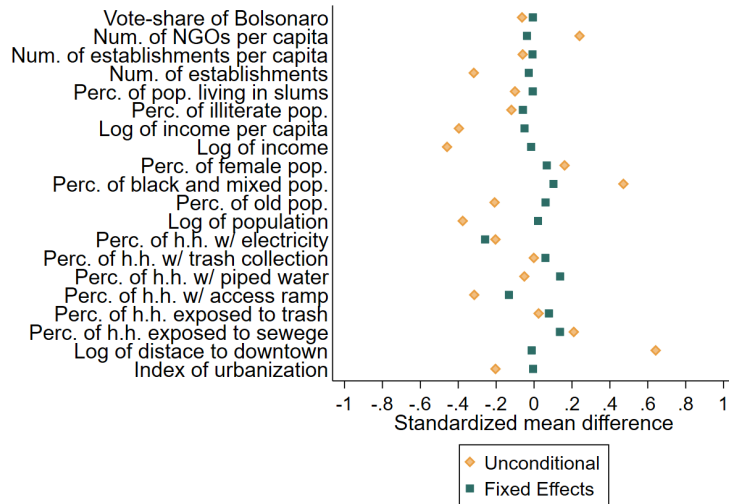 Vote-share of Bolsonaro
Num. of NGOs per capita
Num. of establishments per capita
Num. of establishments
Perc. of pop. living in slums
Perc. of illiterate pop.
Log of income per capita
Log of income
Perc. of female pop.
Perc. of black and mixed pop.
Perc. of old pop.
Log of population
Perc. of h.h. w/ electricity
Perc. of h.h. w/ trash collection
Perc. of h.h. w/ piped water
Perc. of h.h. w/ access ramp
Perc. of h.h. exposed to trash
Perc. of h.h. exposed to sewege
Log of distace to downtown
Index of urbanization
-1 -.8 -.6 -.4 -.2 0 .2 .4 .6 .8 1
Standardized mean difference
Unconditional
Fixed Effects